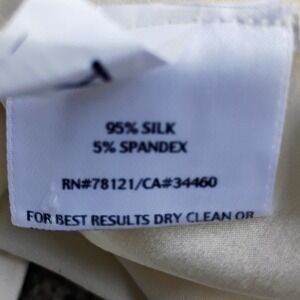 95% SILK
5% SPANDEX
RN#78121/CA#34460
FOR BEST RESULTS DRY CLEAN OR